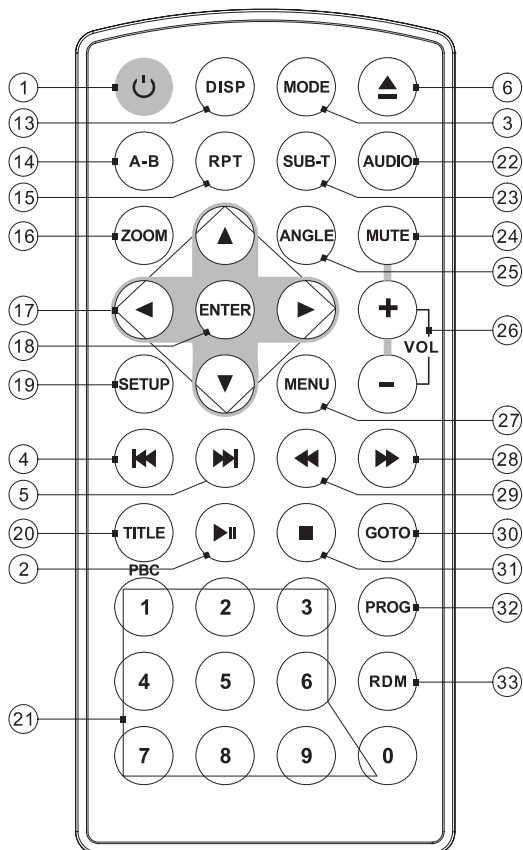 1 DISP MODE 6
13 3
14 A-B RPT SUB-T AUDIO 22
15 23
16 ZOOM ANGLE MUTE 24
25
17 + 26
18 ENTER VOL
19 SETUP MENU -
27
4 28
5 29
20 TITLE GOTO 30
2 PBC 31
1 2 3 PROG 32
4 5 6 RDM 33
21
7 8 9 0